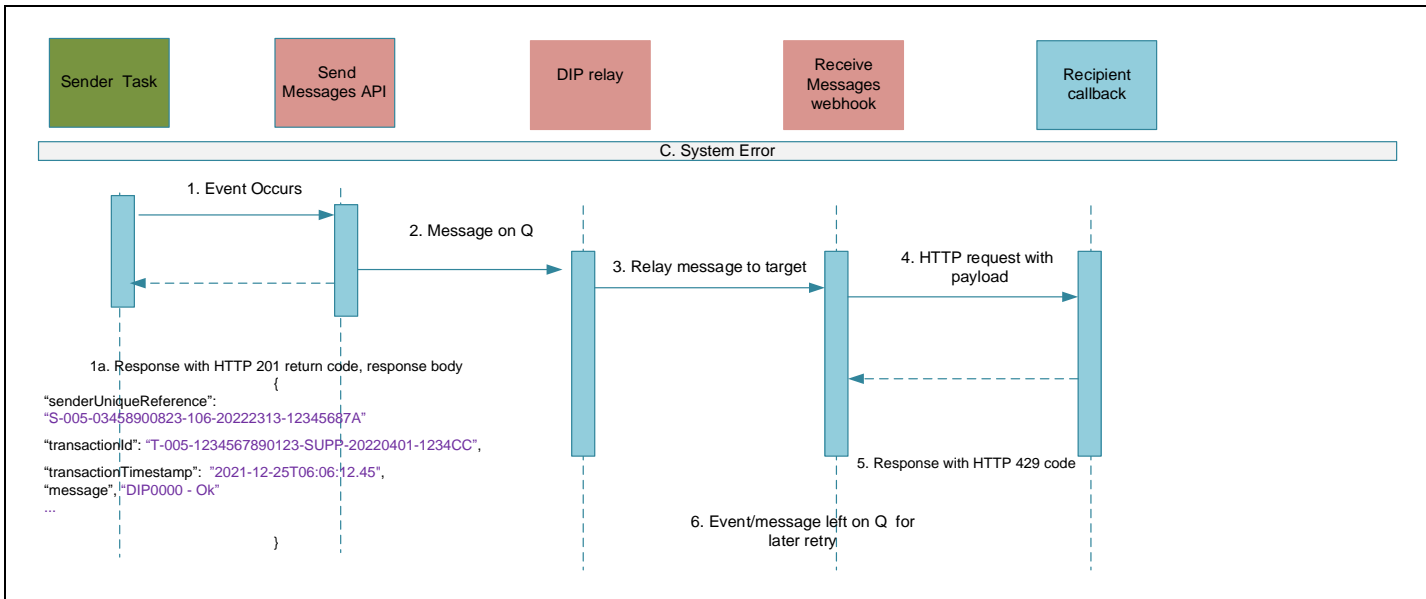 Sender Task
Send
Messages API
DIP relay
Receive
Messages
webhook
Recipient
callback
C. System Error
1. Event Occurs
2. Message on Q
3. Relay message to target
4. HTTP request with
payload
1a. Response with HTTP 201 return code, response body
{
“senderUniqueReference”:
“S-005-03458900823-106-20222313-12345687A”
“transactionId”: “T-005-1234567890123-SUPP-20220401-1234CC”,
“transactionTimestamp”: ”2021-12-25T06:06:12.45”,
“message”, “DIP0000 - Ok”
...
}
5. Response with HTTP 429 code
6. Event/message left on Q for
later retry